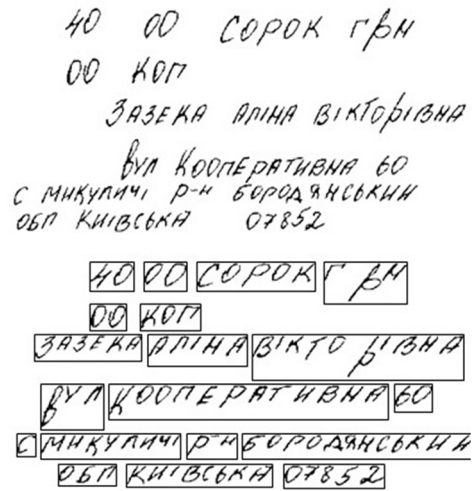 40 00 СОРОК ГРН
00 КОП
ЗАЗЕКА АЛІНА ВІКТОРІВНА
ВУЛ КООПЕРАТИВНА 60
С МИКУЛИЧІ Р-Н БОРОДЯНСЬКИЙ
ОБЛ КИЇВСЬКА 07852
40 00 СОРОК ГРН
00 КОП
ЗАЗЕКА АЛІНА ВІКТОРІВНА
ВУЛ КООПЕРАТИВНА 60
С МИКУЛИЧІ Р-Н БОРОДЯНСЬКИЙ
ОБЛ КИЇВСЬКА 07852